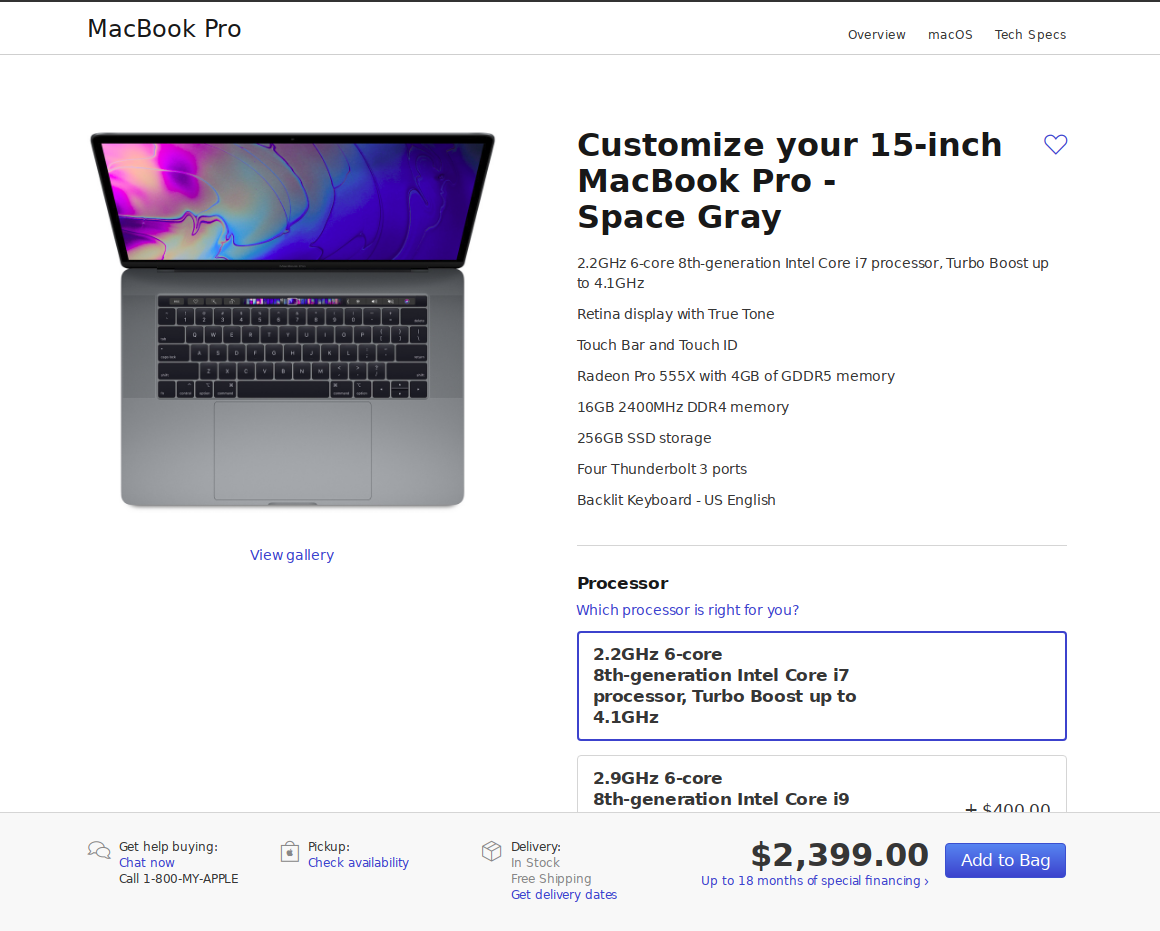 MacBook Pro
Overview
macOS
Tech Specs
Customize your 15-inch
MacBook Pro -
Space Gray
2.2GHz 6-core 8th-generation Intel Core i7 processor, Turbo Boost up
to 4.1GHz
Retina display with True Tone
Touch Bar and Touch ID
Radeon Pro 555X with 4GB of GDDR5 memory
16GB 2400MHz DDR4 memory
256GB SSD storage
Four Thunderbolt 3 ports
Backlit Keyboard - US English
View gallery
Processor
Which processor is right for you?
2.2GHz 6-core
8th-generation Intel Core i7
processor, Turbo Boost up to
4.1GHz
2.9GHz 6-core
8th-generation Intel Core i9
+ $400.00
Get help buying:
Chat now
Call 1-800-MY-APPLE
Pickup:
Check availability
Delivery:
In Stock
Free Shipping
Get delivery dates
$2,399.00
Up to 18 months of special financing ›
Add to Bag